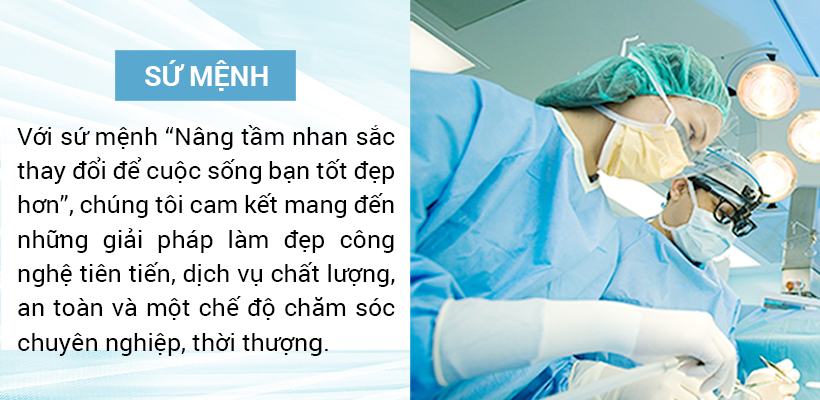 SỨ MỆNH
Với sứ mệnh “Nâng tầm nhan sắc
thay đổi để cuộc sống bạn tốt đẹp
hơn”, chúng tôi cam kết mang đến
những giải pháp làm đẹp công
nghệ tiên tiến, dịch vụ chất lượng,
an toàn và một chế độ chăm sóc
chuyên nghiệp, thời thượng.